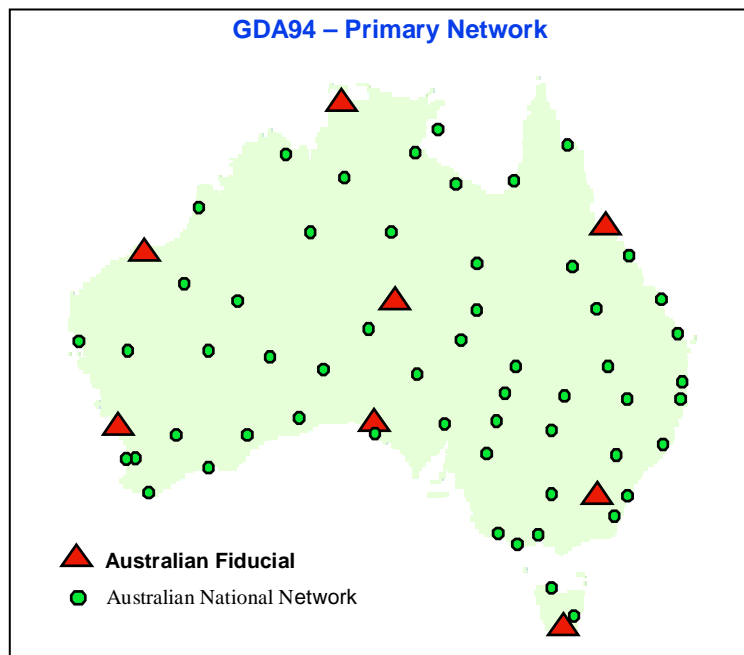 GDA94 – Primary Network
Australian Fiducial
Australian National Network